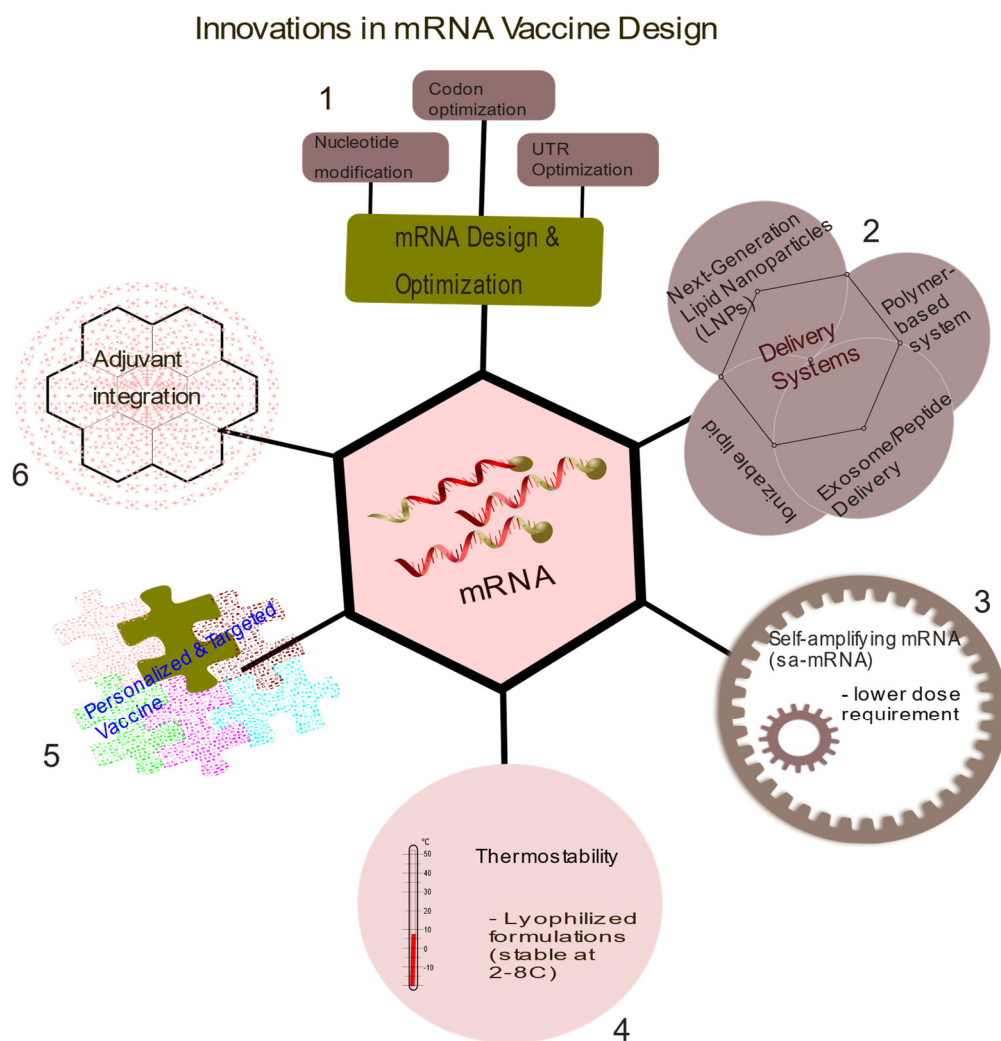 Innovations in mRNA Vaccine Design
1
Codon
optimization
Nucleotide
modification
UTR
Optimization
mRNA Design &
Optimization
2
Next-Generation
Lipid Nanoparticles
(LNPs)
Polymer-
based
system
Delivery
Systems
Ionizable lipid
Exosome/Peptide
Delivery
Adjuvant
integration
6
mRNA
3
Self-amplifying mRNA
(sa-mRNA)
- lower dose
requirement
Personalized & Targeted
Vaccine
5
°C
50
40
30
20
10
0
-10
Thermostability
- Lyophilized
formulations
(stable at
2-8C)
4